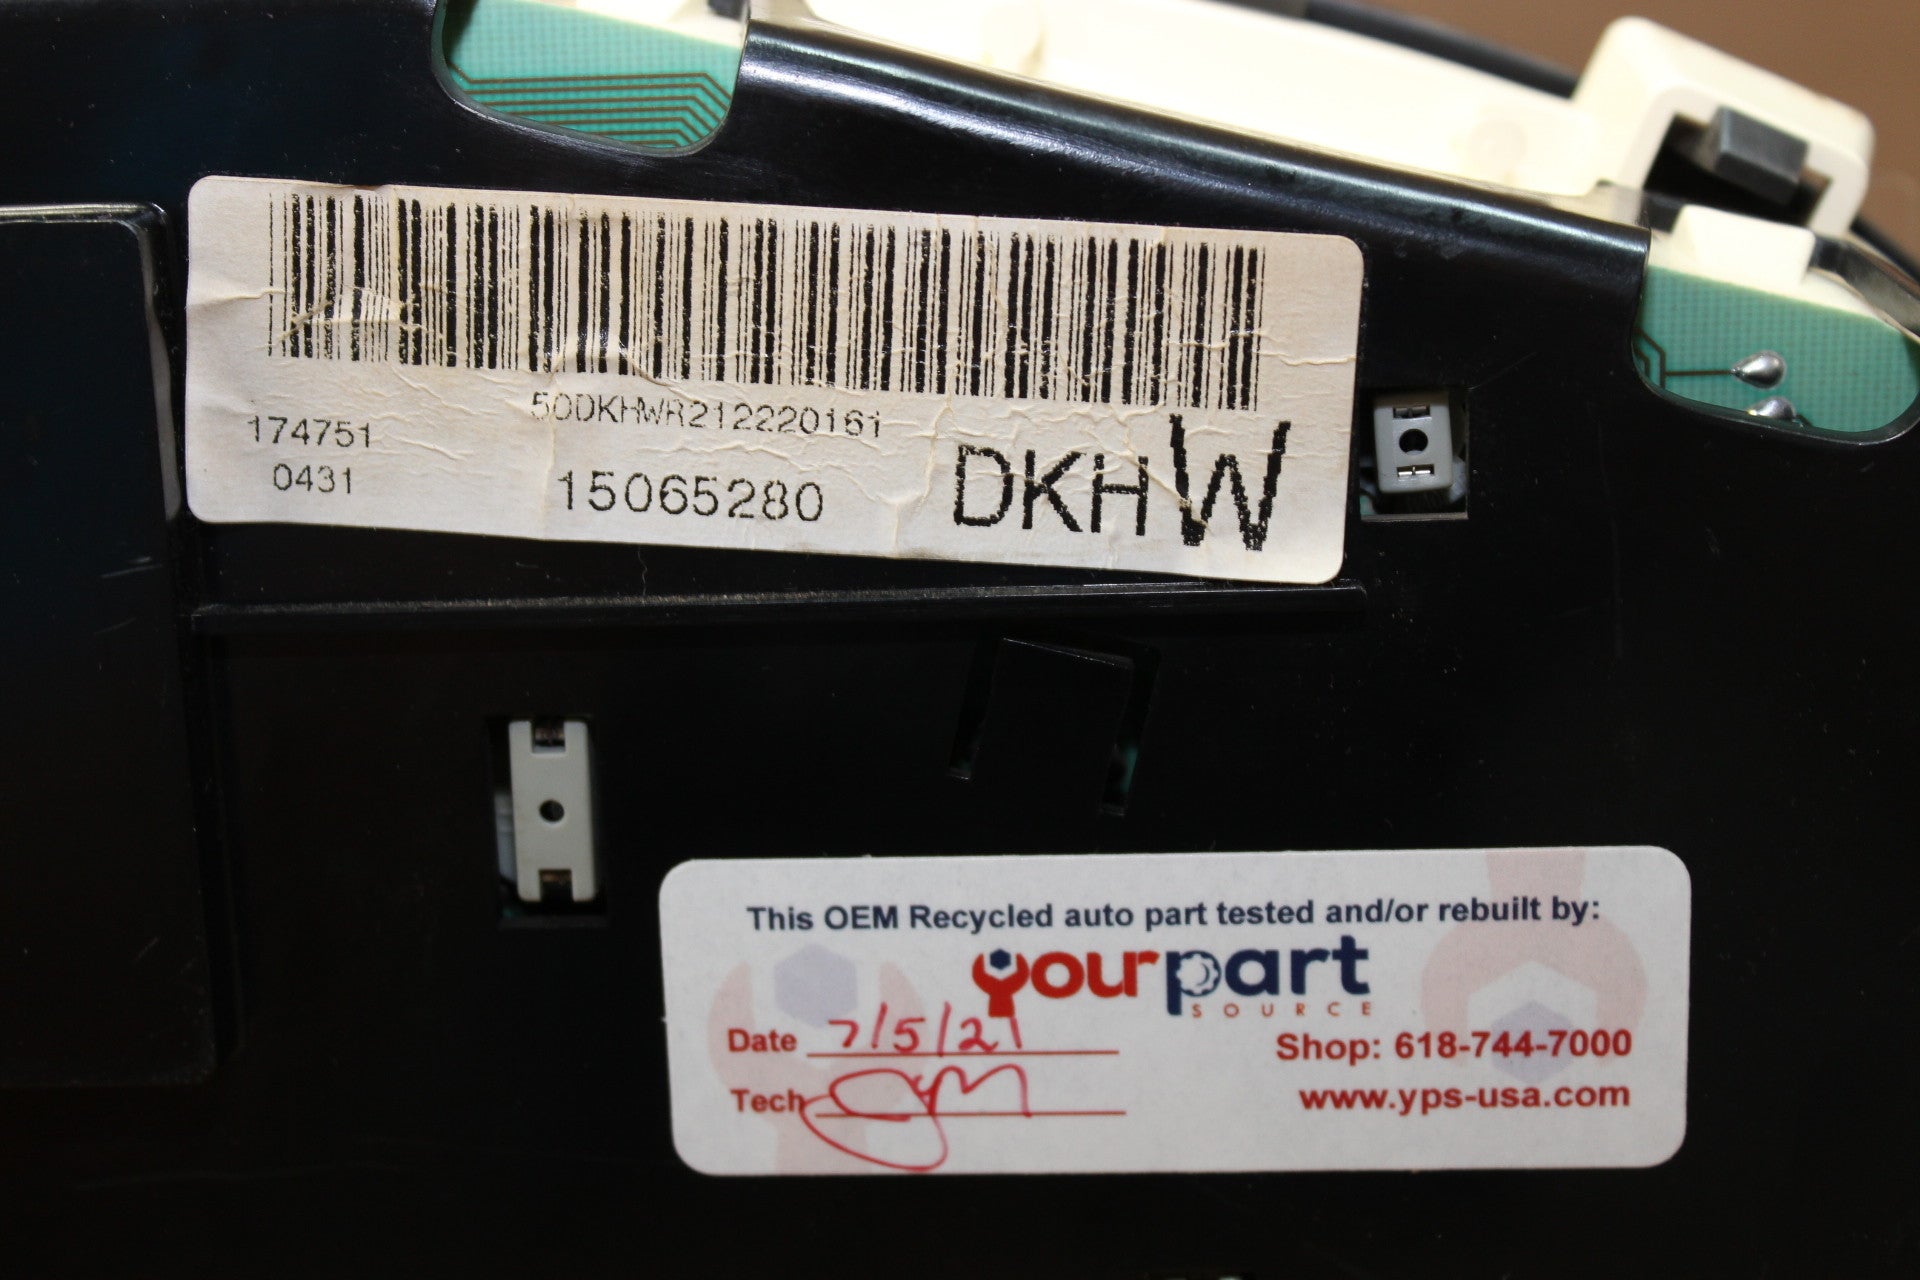 50DKHWR212220161
174751
0431
15065280
DKHW
This OEM Recycled auto part tested and/or rebuilt by:
yourpart
SOURCE
Date 7/5/21
Shop: 618-744-7000
Tech
www.yps-usa.com